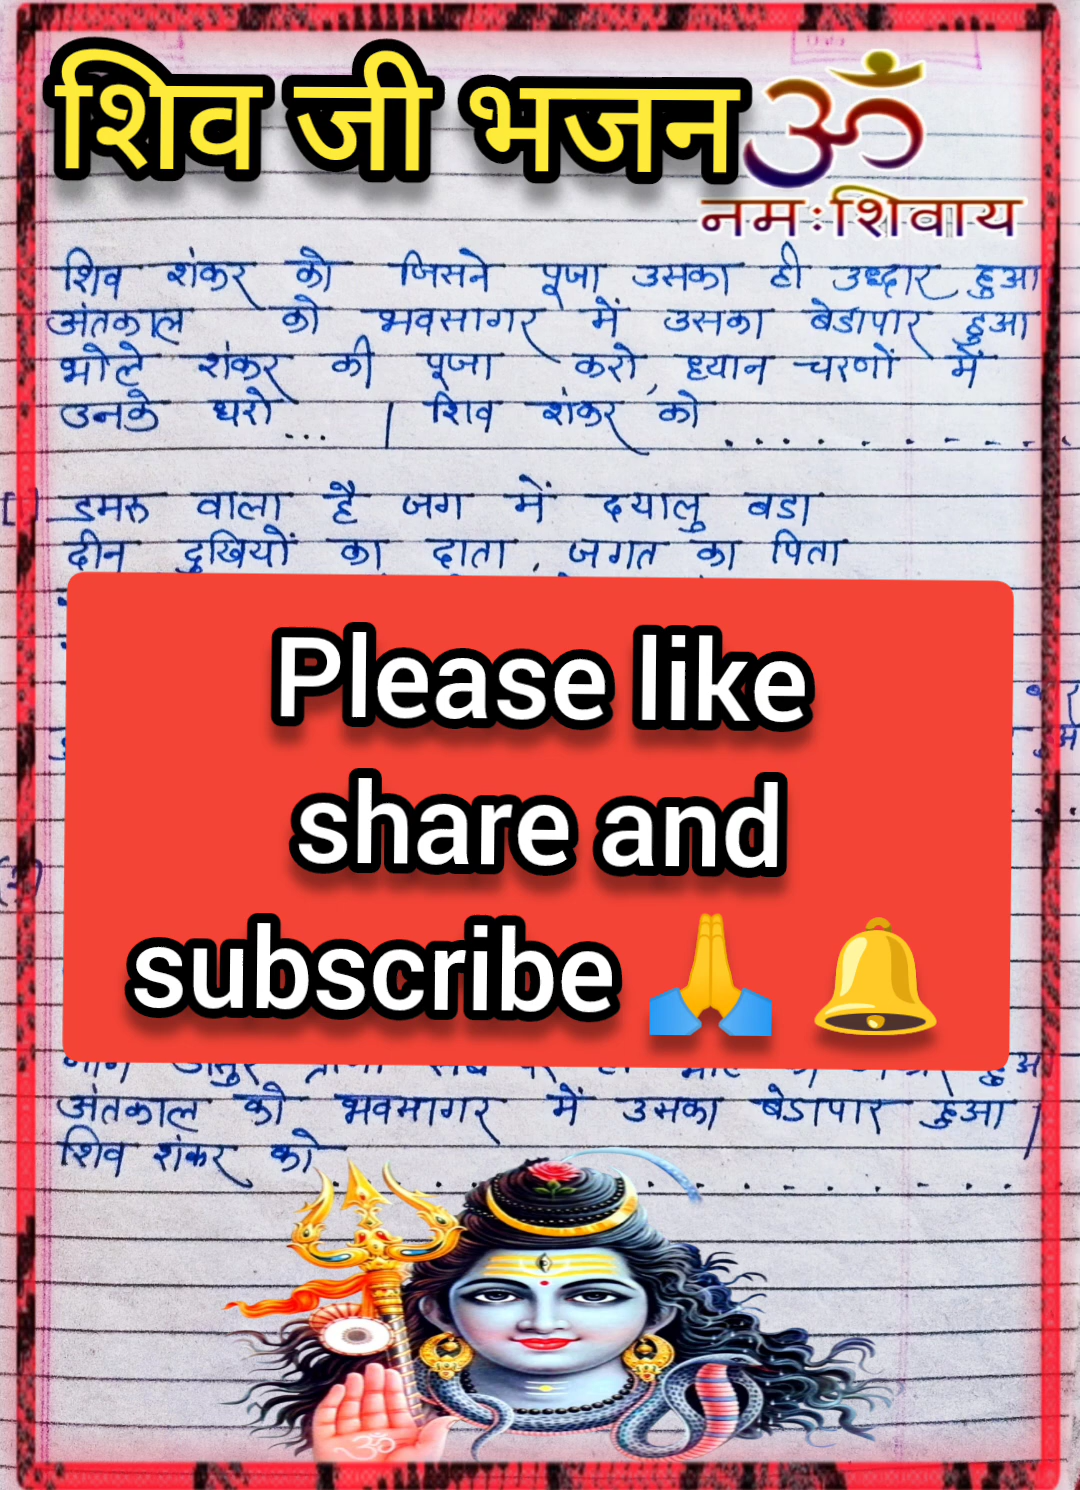 शिव जी भजन
ॐ
नमः शिवाय
शिव शंकर को जिसने पूजा उसका ही उध्दार हुआ
अंतकाल को भवसागर में उसका बेडापार हुआ
भोले शंकर की पूजा करो, ध्यान चरणों में
उनके धरो ... | शिव शंकर को ............
डमरू वाला है जग में दयालु बडा
दीन दुखियों का दाता, जगत का पिता
Please like
share and
subscribe 🙏 🔔
अंतकाल को भवसागर में उसका बेडापार हुआ |
शिव शंकर को ............
ॐ